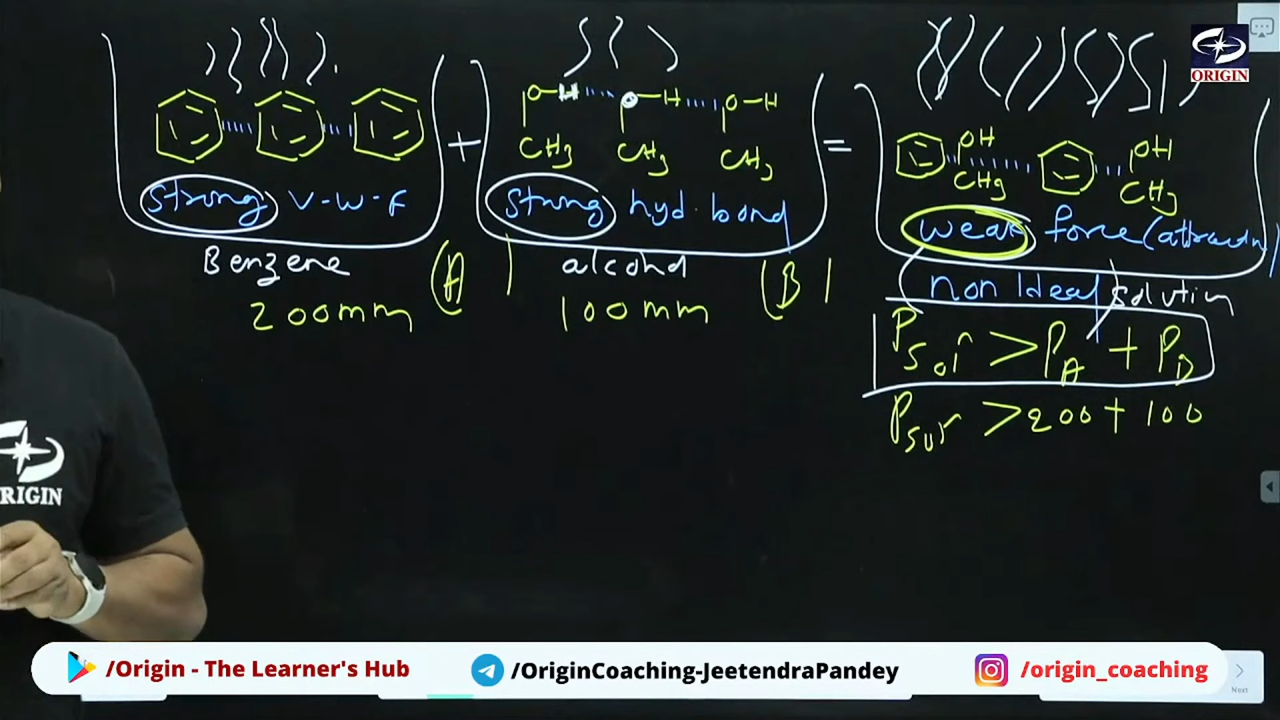 ORIGIN
O-H O-H O-H
CH3 CH3 CH3
+
=
OH OH
CH3 CH3
strong V-W-F
strong hyd. bond
weak force (attraction)
Benzene (A)
alcohol (B)
non Ideal solution
200mm
100mm
Psol > PA + PB
Psol > 200 + 100
ORIGIN
/Origin - The Learner's Hub
/OriginCoaching-JeetendraPandey
/origin_coaching
Next